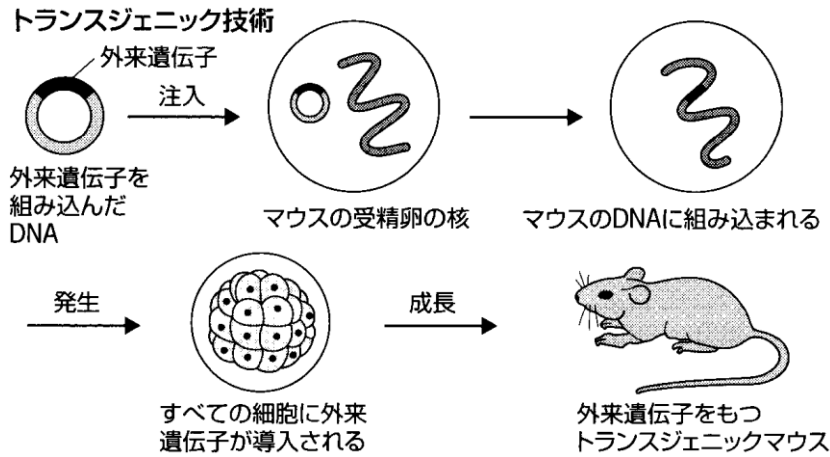 トランスジェニック技術
外来遺伝子
注入
外来遺伝子を
組み込んだ
DNA
マウスの受精卵の核
マウスのDNAに組み込まれる
発生
成長
すべての細胞に外来
遺伝子が導入される
外来遺伝子をもつ
トランスジェニックマウス